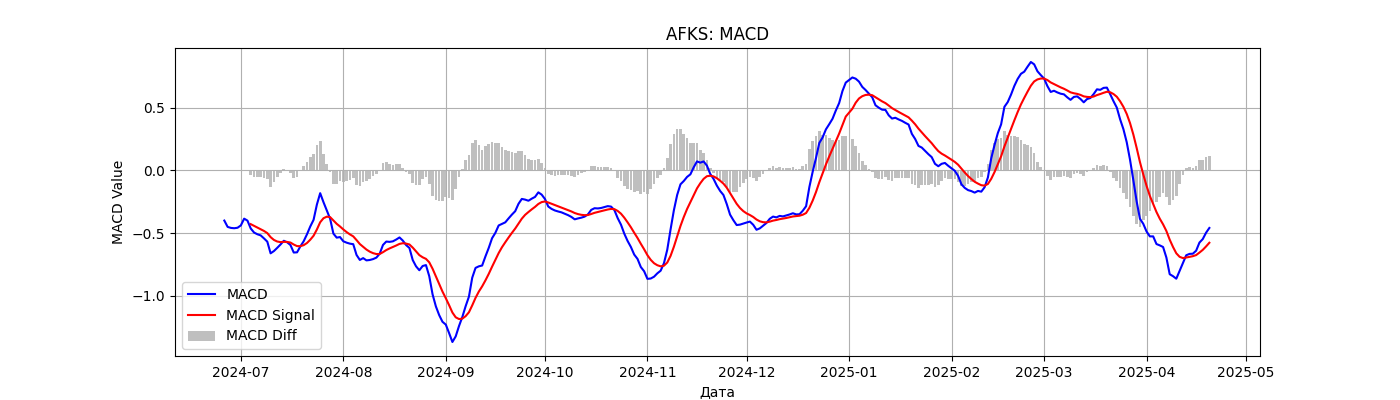 AFKS: MACD
MACD Value
0.5
0.0
−0.5
−1.0
MACD
MACD Signal
MACD Diff
2024-07 2024-08 2024-09 2024-10 2024-11 2024-12 2025-01 2025-02 2025-03 2025-04 2025-05
Дата